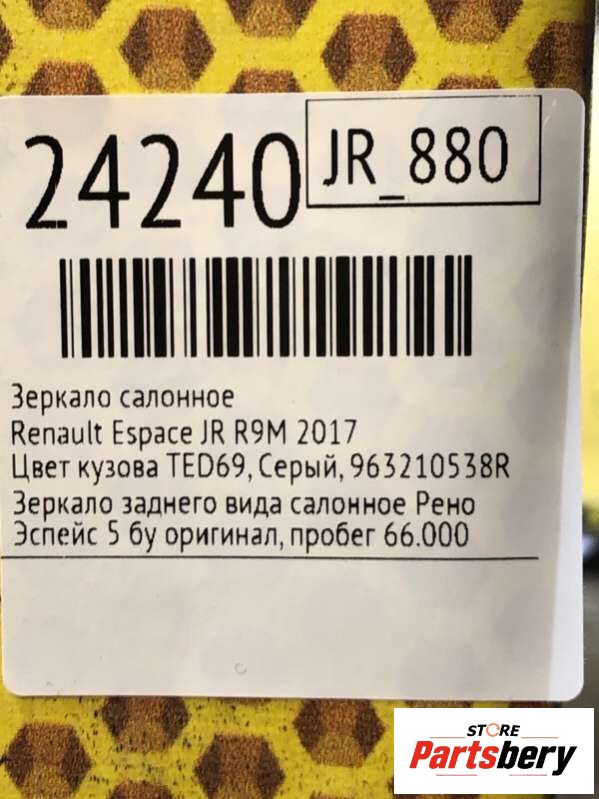 24240
JR_880
Зеркало салонное
Renault Espace JR R9M 2017
Цвет кузова TED69, Серый, 963210538R
Зеркало заднего вида салонное Рено
Эспейс 5 бу оригинал, пробег 66.000
STORE
Partsbery